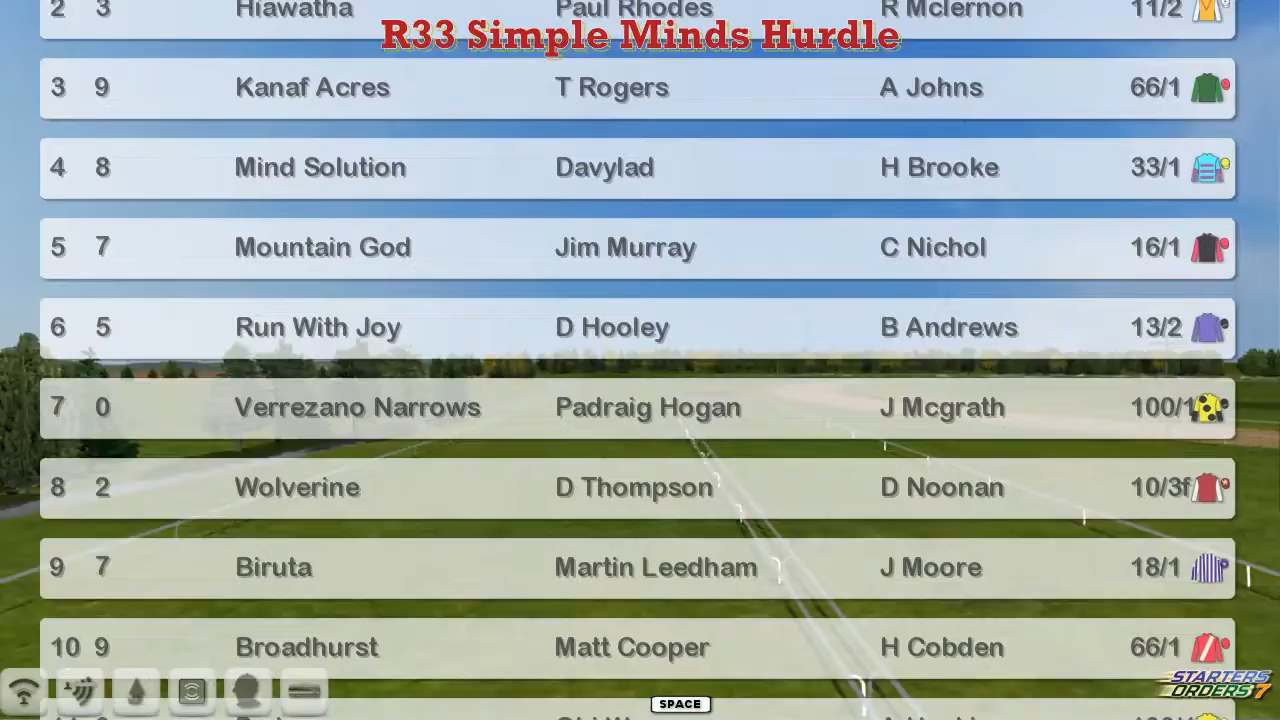 2 3 Hiawatha Paul Rhodes R Mclernon 11/2
R33 Simple Minds Hurdle
3 9 Kanaf Acres T Rogers A Johns 66/1
4 8 Mind Solution Davylad H Brooke 33/1
5 7 Mountain God Jim Murray C Nichol 16/1
6 5 Run With Joy D Hooley B Andrews 13/2
7 0 Verrezano Narrows Padraig Hogan J Mcgrath 100/1
8 2 Wolverine D Thompson D Noonan 10/3f
9 7 Biruta Martin Leedham J Moore 18/1
10 9 Broadhurst Matt Cooper H Cobden 66/1
STARTERS
ORDERS 7
SPACE